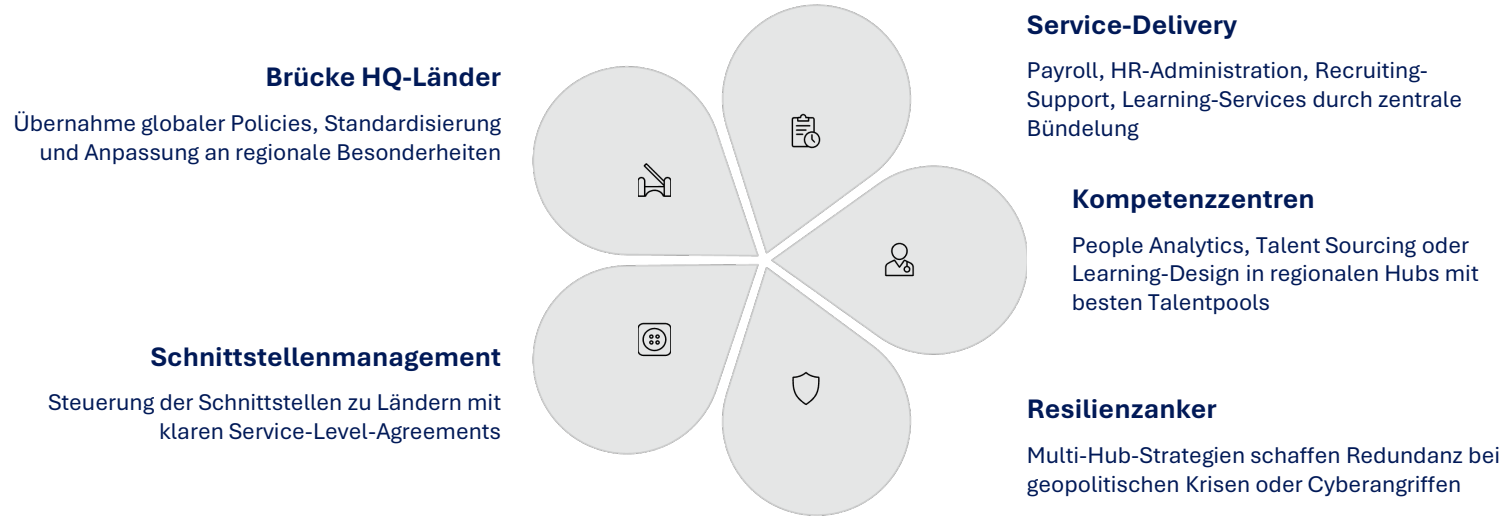 Brücke HQ-Länder
Übernahme globaler Policies, Standardisierung
und Anpassung an regionale Besonderheiten
Service-Delivery
Payroll, HR-Administration, Recruiting-
Support, Learning-Services durch zentrale
Bündelung
Kompetenzzentren
People Analytics, Talent Sourcing oder
Learning-Design in regionalen Hubs mit
besten Talentpools
Schnittstellenmanagement
Steuerung der Schnittstellen zu Ländern mit
klaren Service-Level-Agreements
Resilienzanker
Multi-Hub-Strategien schaffen Redundanz bei
geopolitischen Krisen oder Cyberangriffen